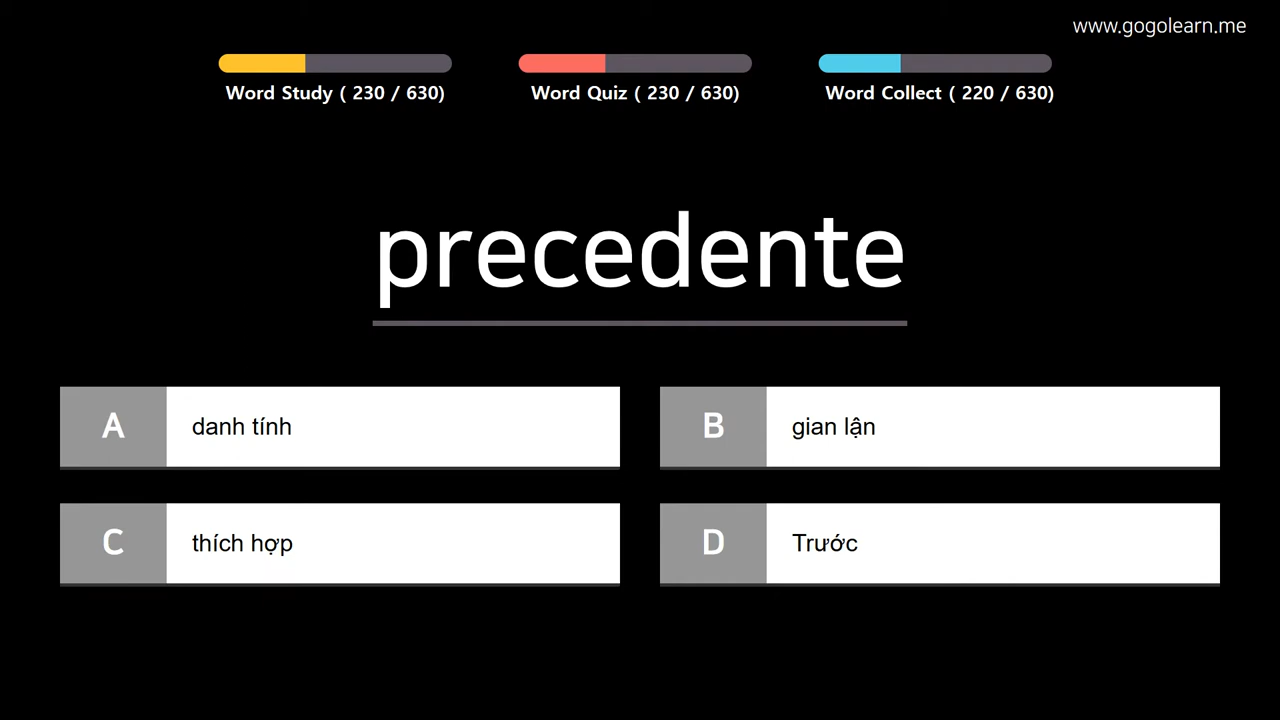 www.gogolearn.me
Word Study ( 230 / 630)
Word Quiz ( 230 / 630)
Word Collect ( 220 / 630)
precedente
A danh tính
B gian lận
C thích hợp
D Trước